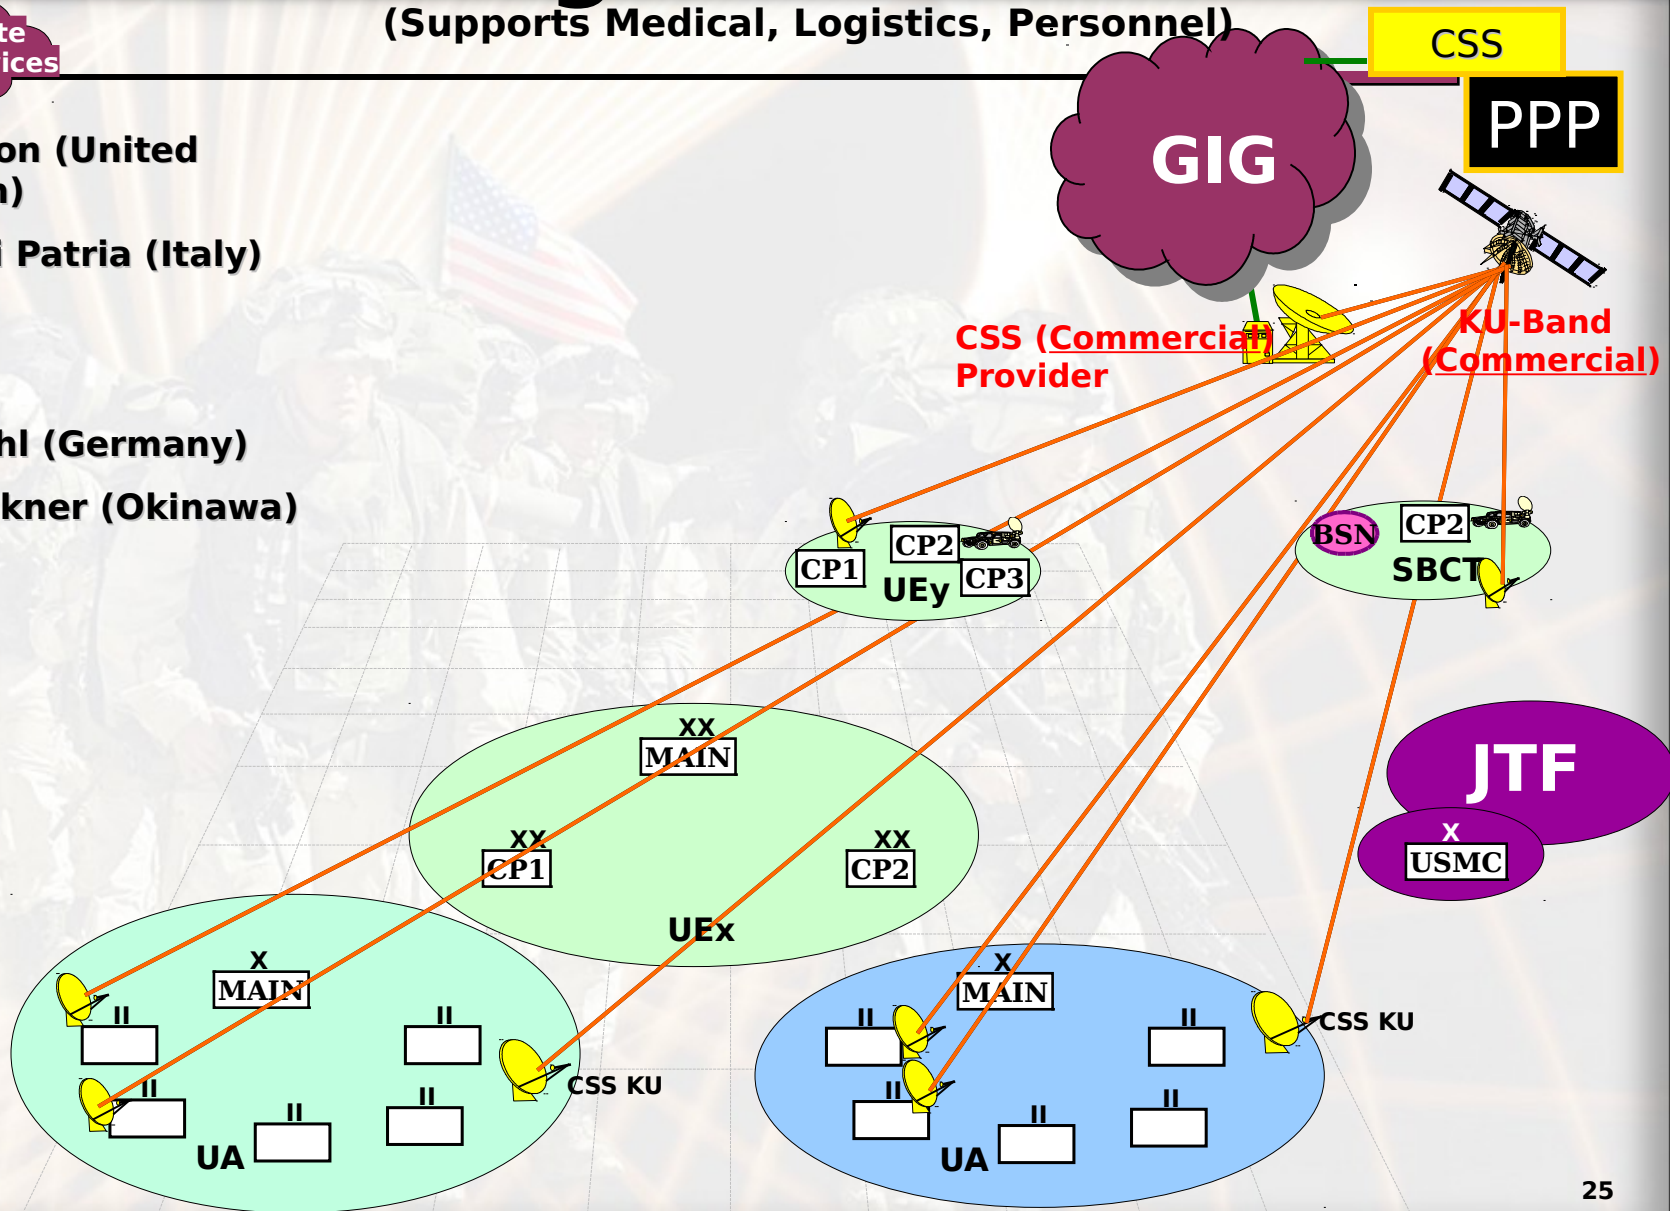 (Supports Medical, Logistics, Personnel)
CSS
PPP
GIG
on (United
i Patria (Italy)
hl (Germany)
kner (Okinawa)
CSS (Commercial)
Provider
KU-Band
(Commercial)
CP1
CP2
CP3
UEy
BSN
CP2
SBCT
XX
MAIN
XX
CP1
XX
CP2
UEx
JTF
X
USMC
X
MAIN
II
II
II
II
II
UA
CSS KU
X
MAIN
II
II
II
II
II
UA
CSS KU
25